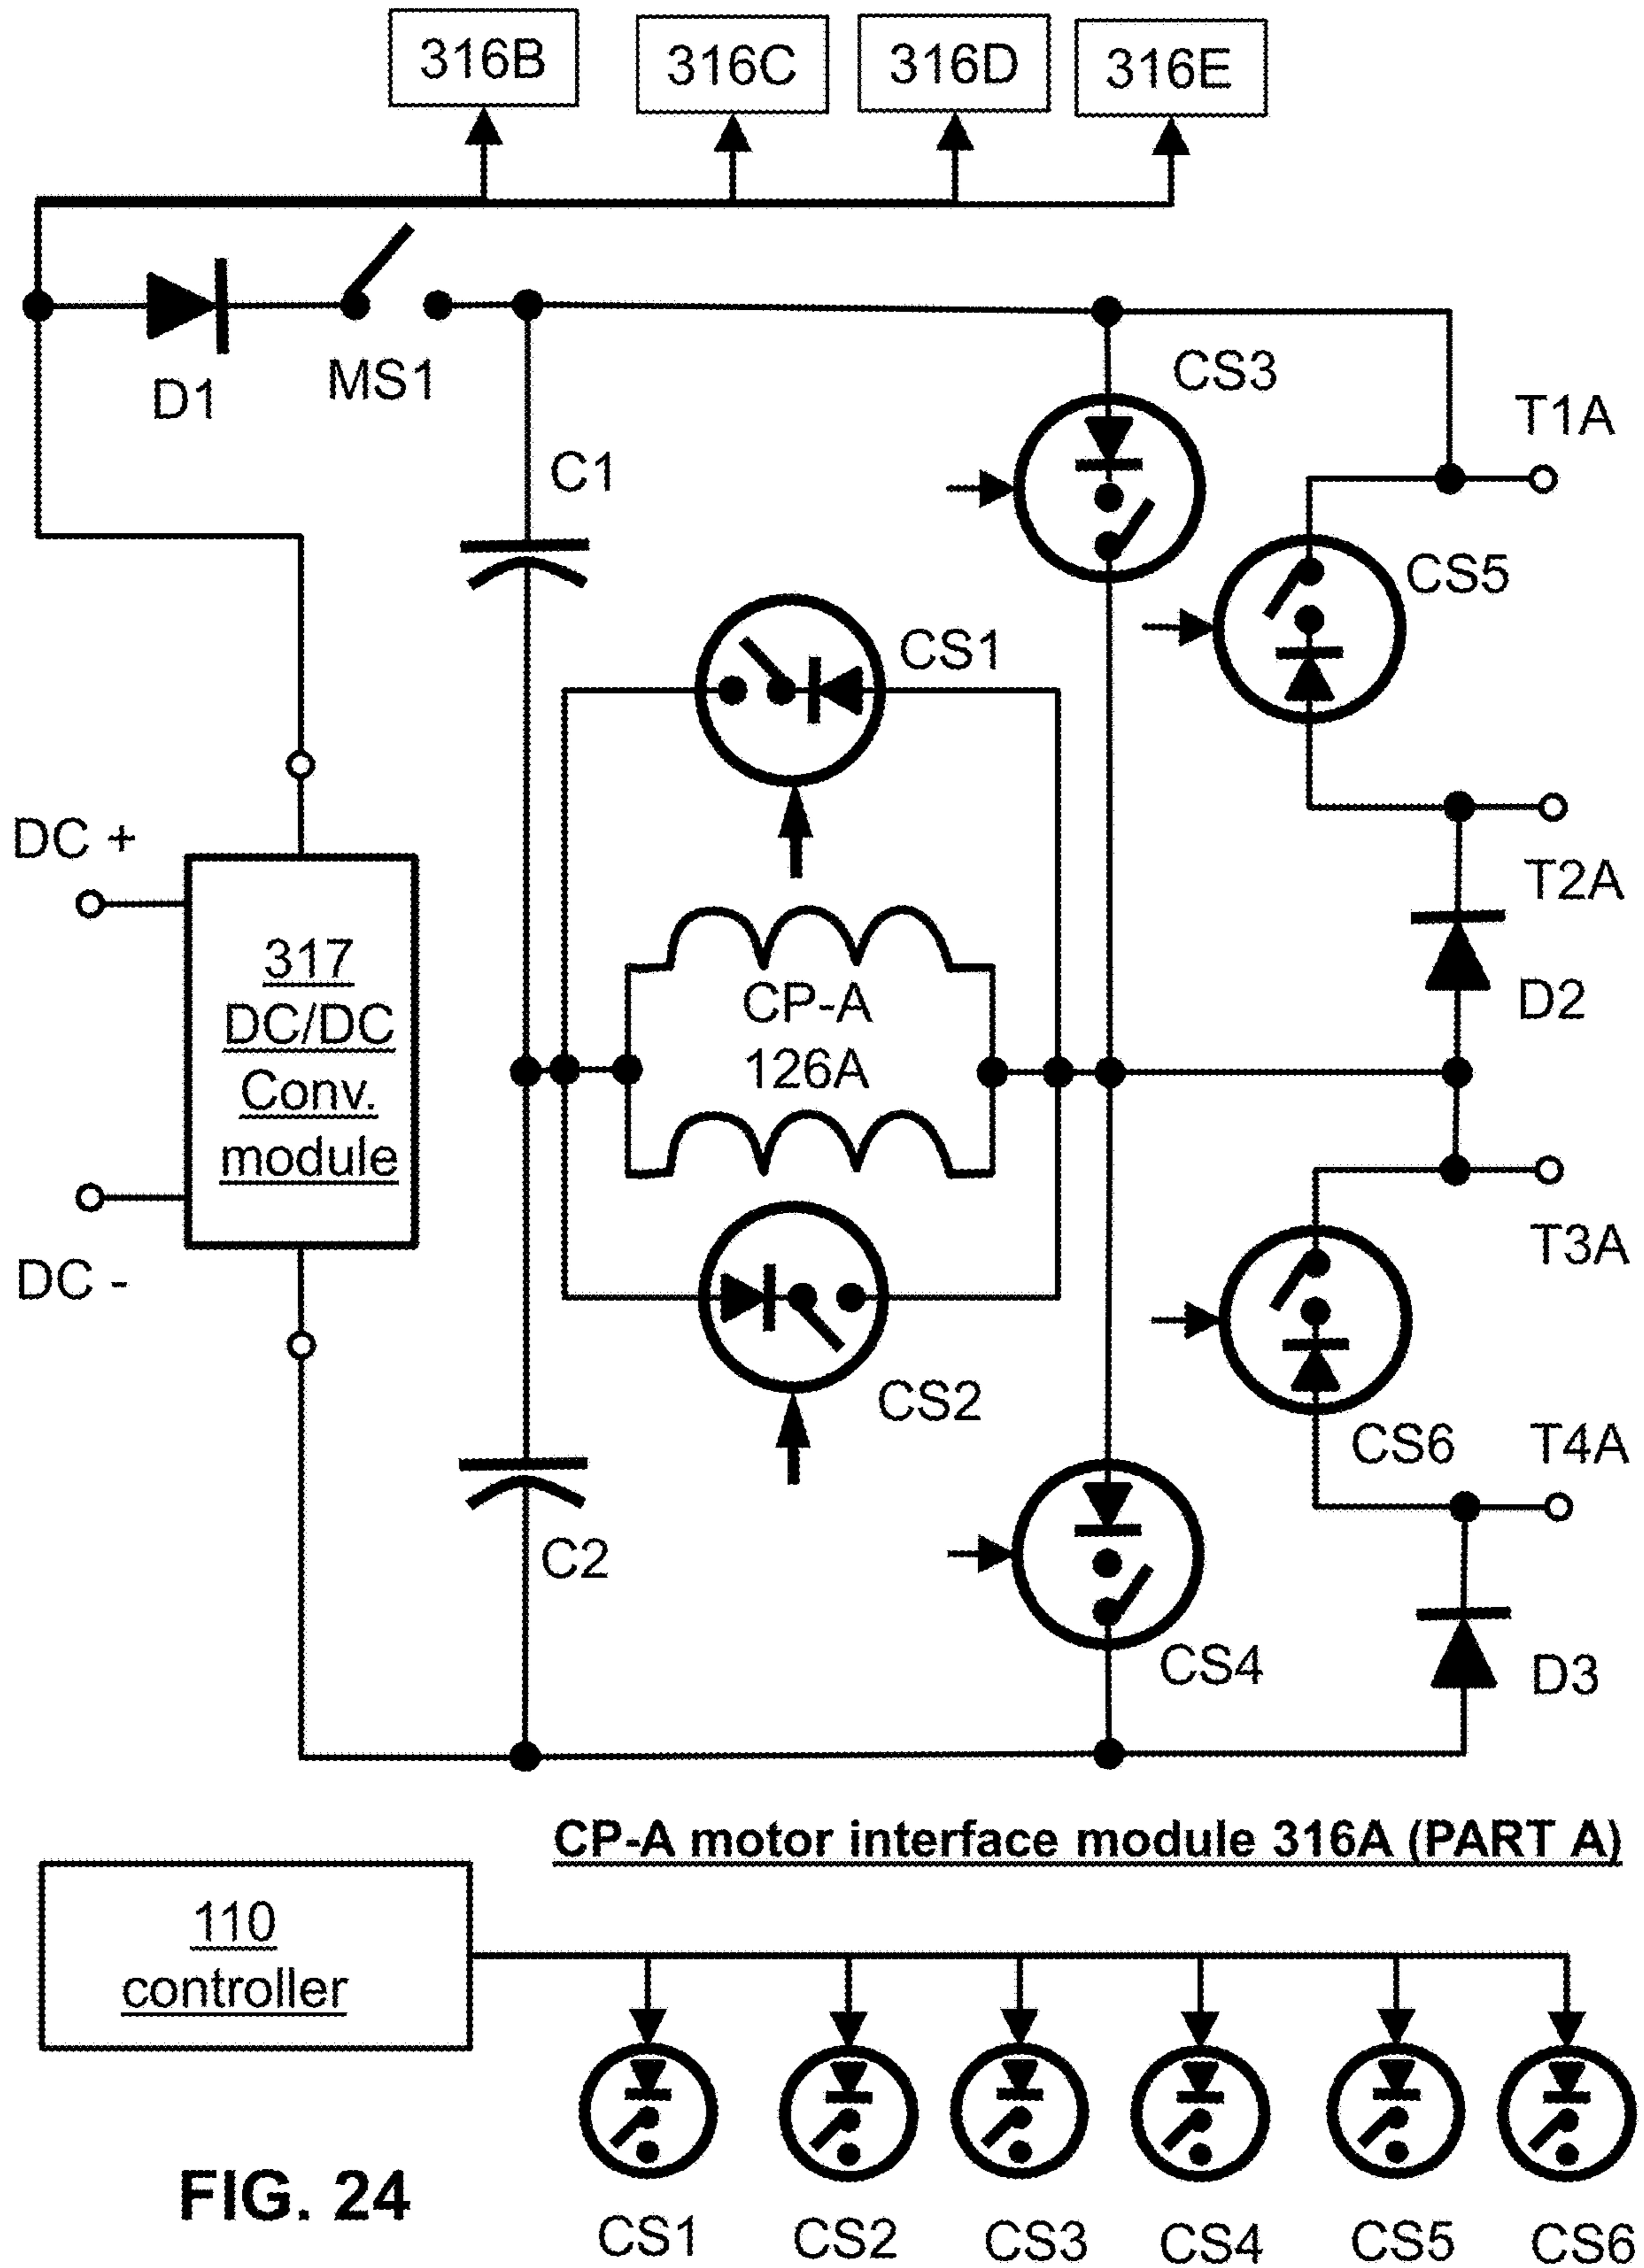 316B
316C
316D
316E
D1
MS1
CS3
T1A
C1
CS5
CS1
DC +
T2A
317
DC/DC
Conv.
module
CP-A
126A
D2
DC -
T3A
CS2
CS6
T4A
C2
CS4
D3
CP-A motor interface module 316A (PART A)
110
controller
FIG. 24
CS1
CS2
CS3
CS4
CS5
CS6